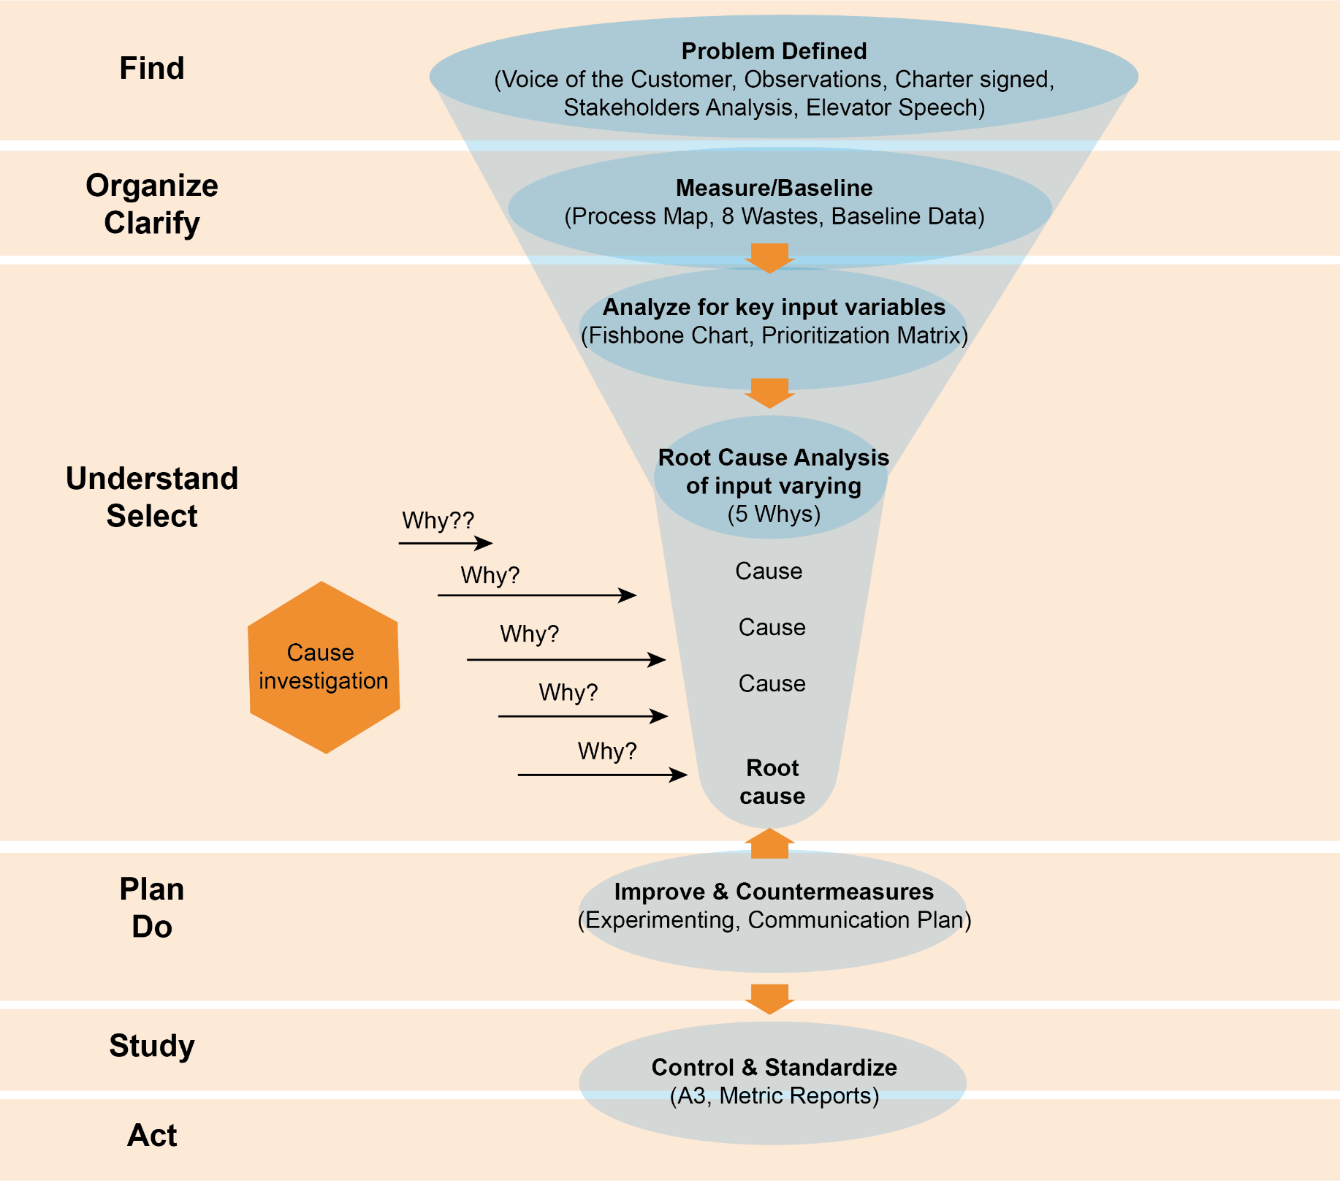 Find
Problem Defined
(Voice of the Customer, Observations, Charter signed,
Stakeholders Analysis, Elevator Speech)
Organize
Clarify
Measure/Baseline
(Process Map, 8 Wastes, Baseline Data)
Analyze for key input variables
(Fishbone Chart, Prioritization Matrix)
Understand
Select
Root Cause Analysis
of input varying
(5 Whys)
Why??
Why?
Why?
Why?
Why?
Cause
investigation
Cause
Cause
Cause
Root
cause
Plan
Do
Improve & Countermeasures
(Experimenting, Communication Plan)
Study
Control & Standardize
(A3, Metric Reports)
Act